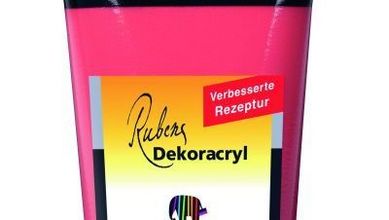 Verbesserte
Rezeptur
Rubens
Dekoracryl